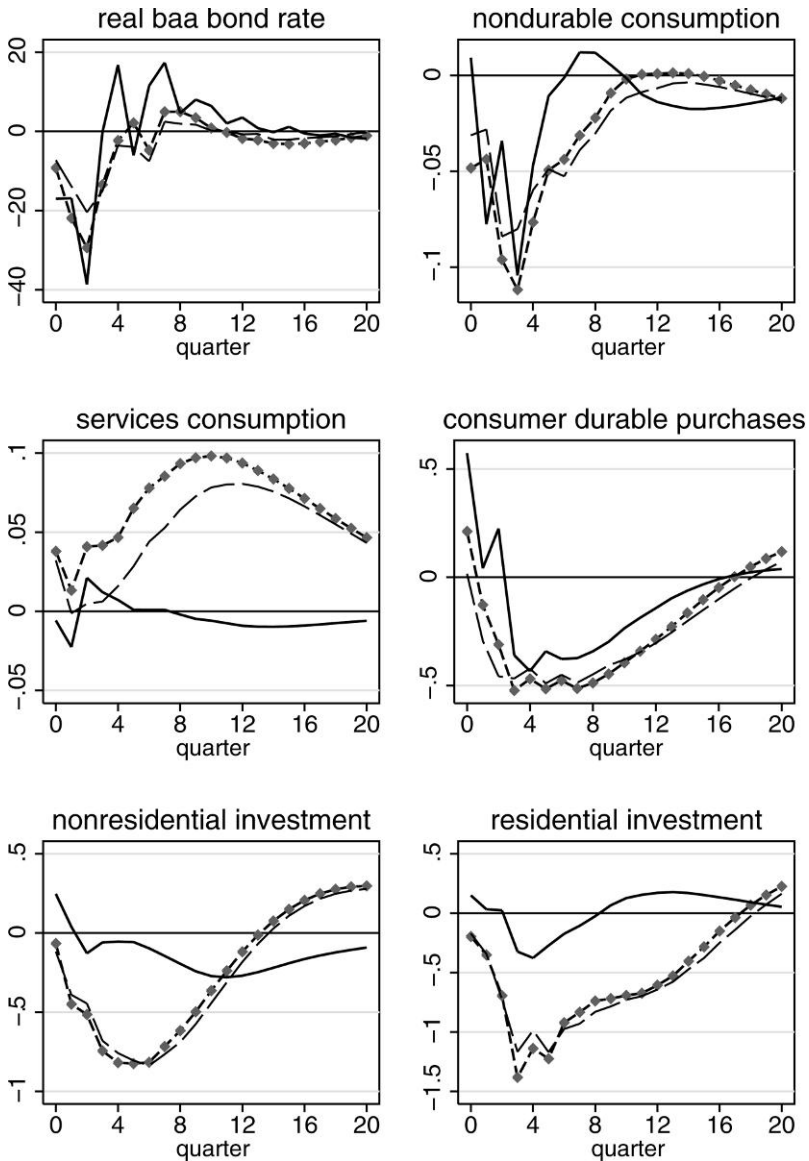 real baa bond rate
20
0
−20
−40
0 4 8 12 16 20
quarter
nondurable consumption
0
−.05
−.1
0 4 8 12 16 20
quarter
services consumption
.1
.05
0
−.05
0 4 8 12 16 20
quarter
consumer durable purchases
.5
0
−.5
0 4 8 12 16 20
quarter
nonresidential investment
.5
0
−.5
−1
0 4 8 12 16 20
quarter
residential investment
.5
0
−.5
−1
−1.5
0 4 8 12 16 20
quarter